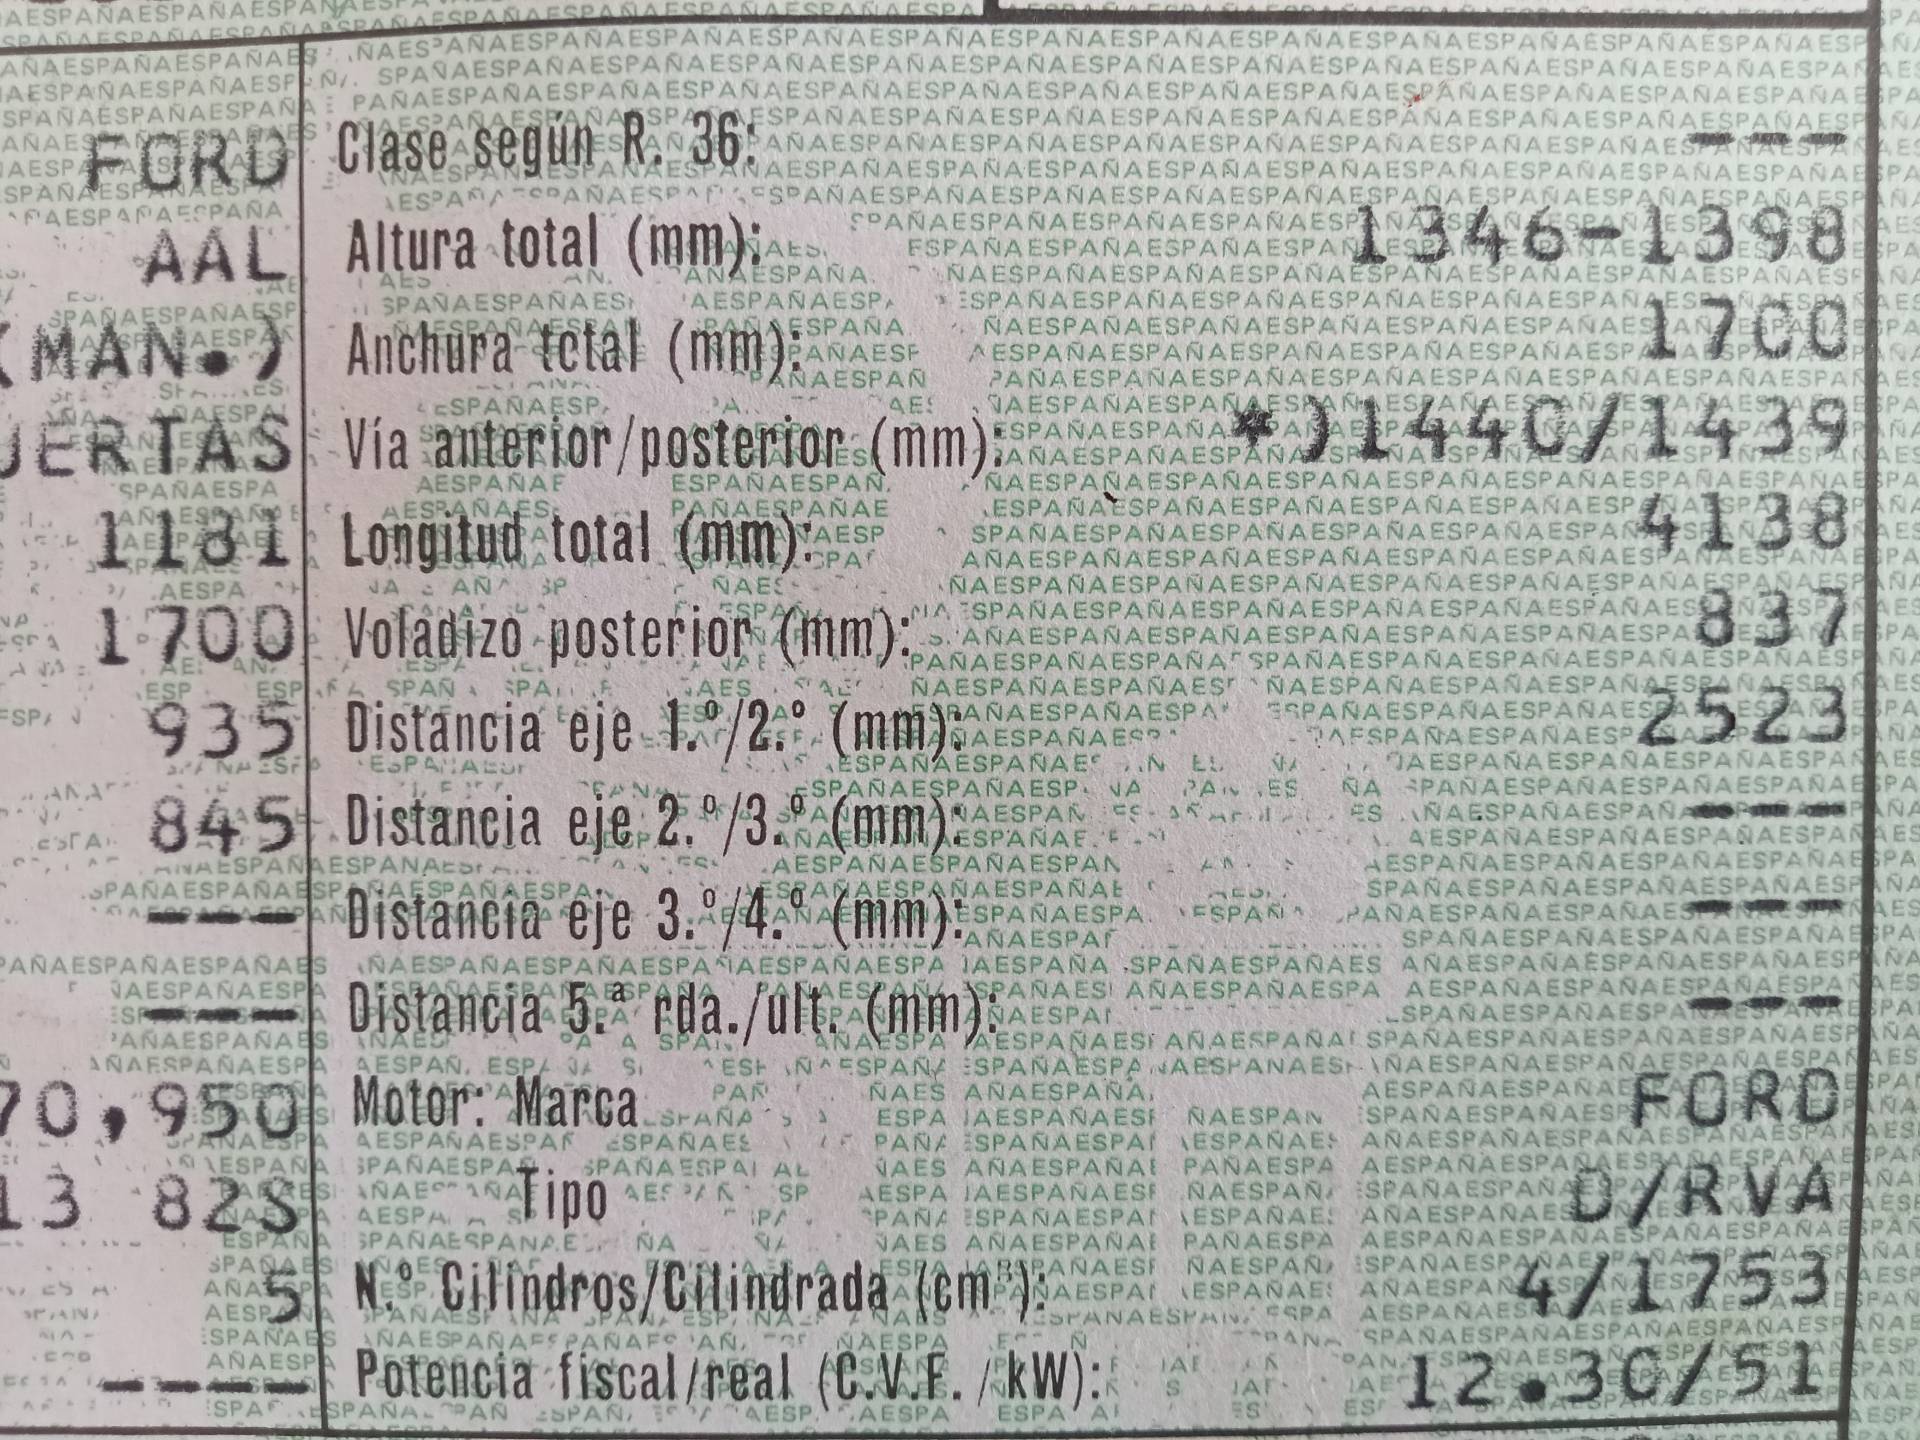 FORD Clase según R. 36: ---
AAL Altura total (mm): 1346-1398
(MAN.) Anchura total (mm): 1700
UERTAS Vía anterior/posterior (mm): *)1440/1439
1181 Longitud total (mm): 4138
1700 Voladizo posterior (mm): 837
935 Distancia eje 1.º/2.º (mm): 2523
845 Distancia eje 2.º/3.º (mm): ---
--- Distancia eje 3.º/4.º (mm): ---
--- Distancia 5.ª rda./ult. (mm): ---
70,950 Motor: Marca FORD
13 82S Tipo D/RVA
5 N.º Cilindros/Cilindrada (cm³): 4/1753
---- Potencia fiscal/real (C.V.F./kW): 12.30/51